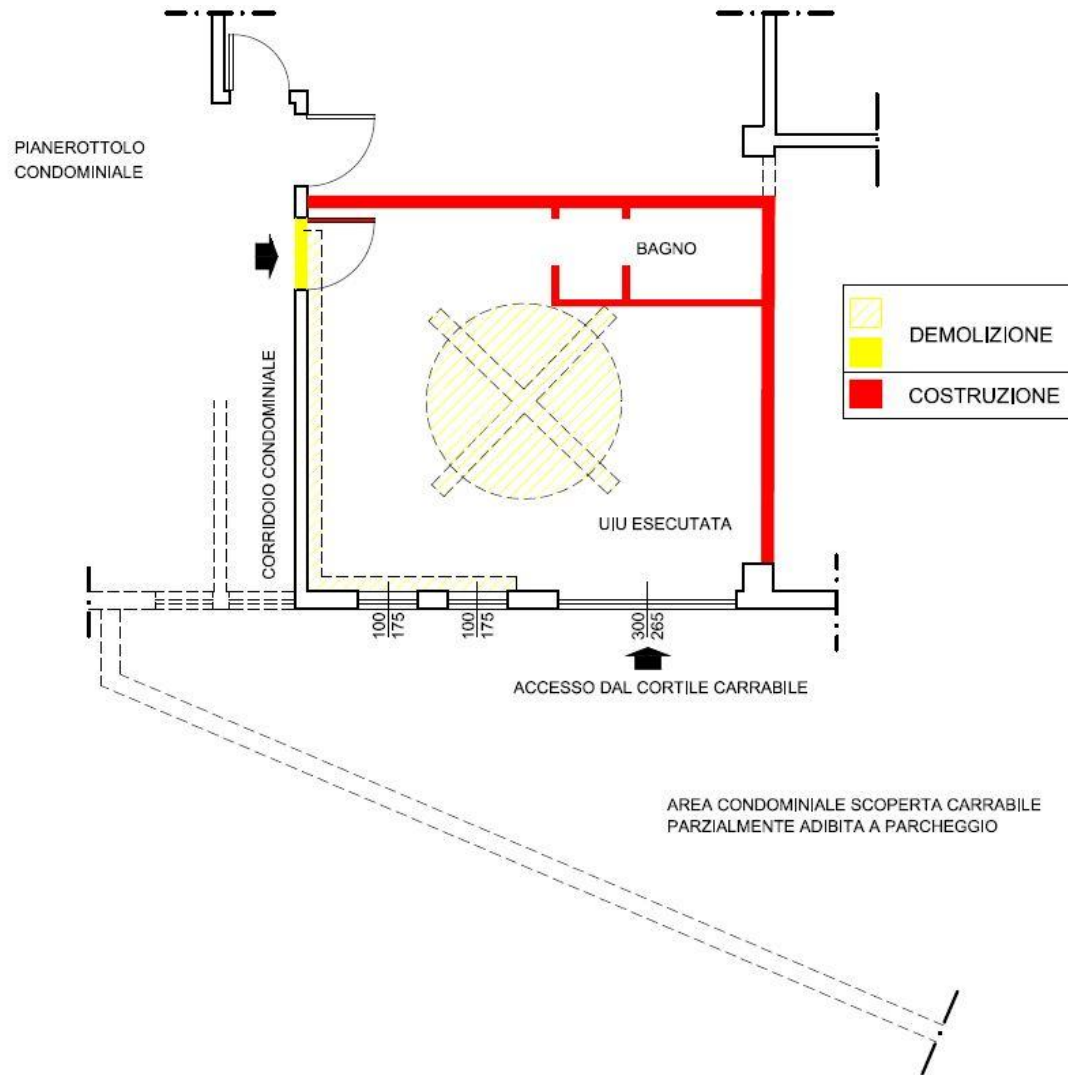 PIANEROTTOLO
CONDOMINIALE
BAGNO
DEMOLIZIONE
COSTRUZIONE
CORRIDOIO CONDOMINIALE
UIU ESECUTATA
100
175
100
175
300
265
ACCESSO DAL CORTILE CARRABILE
AREA CONDOMINIALE SCOPERTA CARRABILE
PARZIALMENTE ADIBITA A PARCHEGGIO